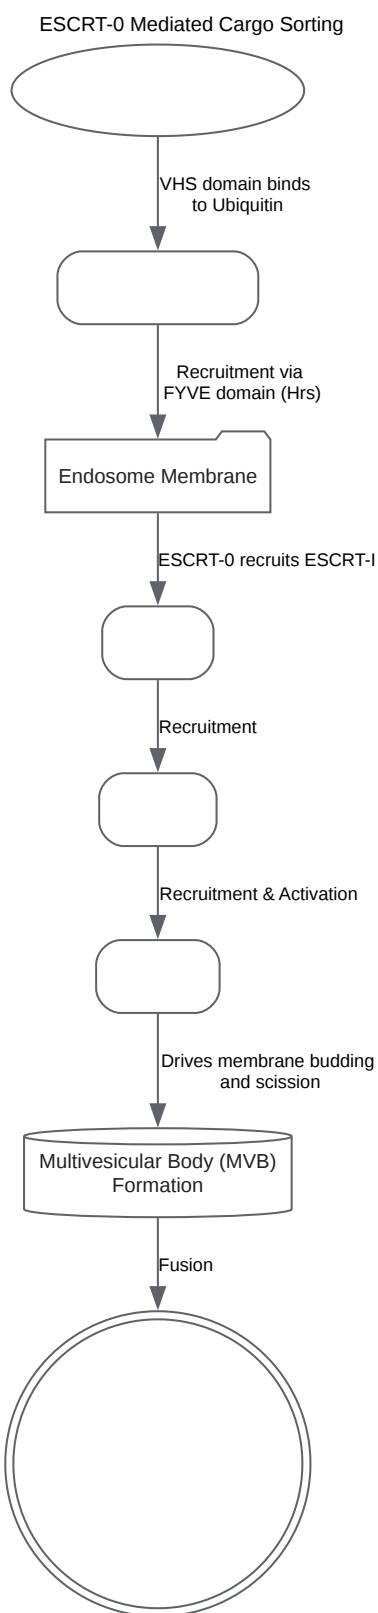 ESCRT-0 Mediated Cargo Sorting
VHS domain binds
to Ubiquitin
Recruitment via
FYVE domain (Hrs)
Endosome Membrane
ESCRT-0 recruits ESCRT-I
Recruitment
Recruitment & Activation
Drives membrane budding
and scission
Multivesicular Body (MVB)
Formation
Fusion